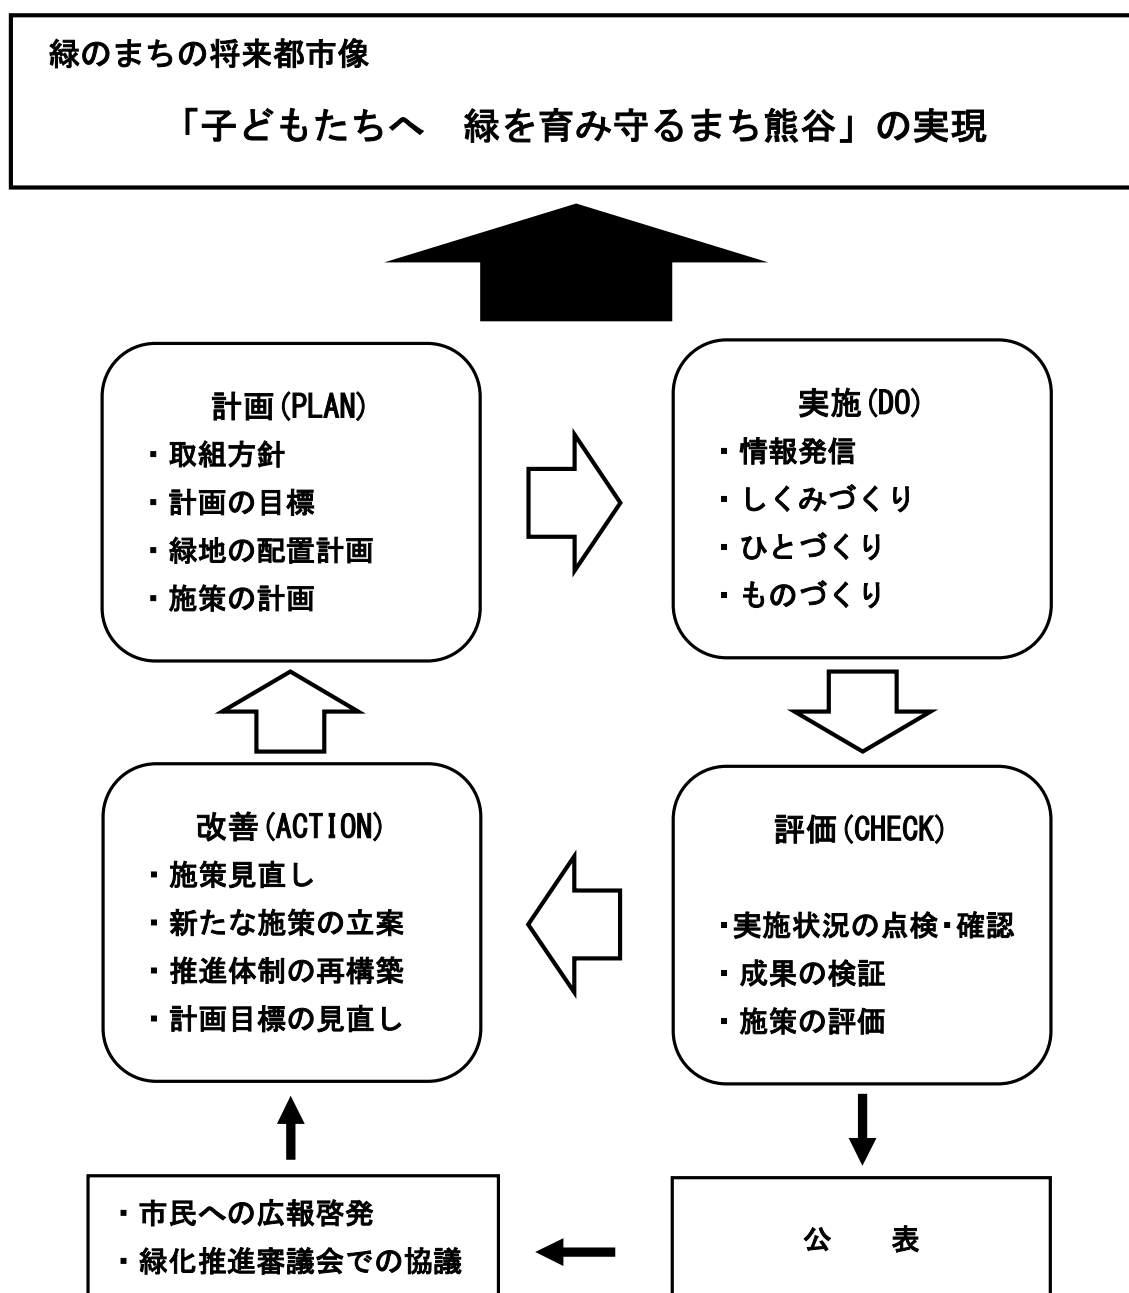 緑のまちの将来都市像
「子どもたちへ　緑を育み守るまち熊谷」の実現
計画(PLAN)
・取組方針
・計画の目標
・緑地の配置計画
・施策の計画
実施(DO)
・情報発信
・しくみづくり
・ひとづくり
・ものづくり
改善(ACTION)
・施策見直し
・新たな施策の立案
・推進体制の再構築
・計画目標の見直し
評価(CHECK)
・実施状況の点検・確認
・成果の検証
・施策の評価
・市民への広報啓発
・緑化推進審議会での協議
公　　表